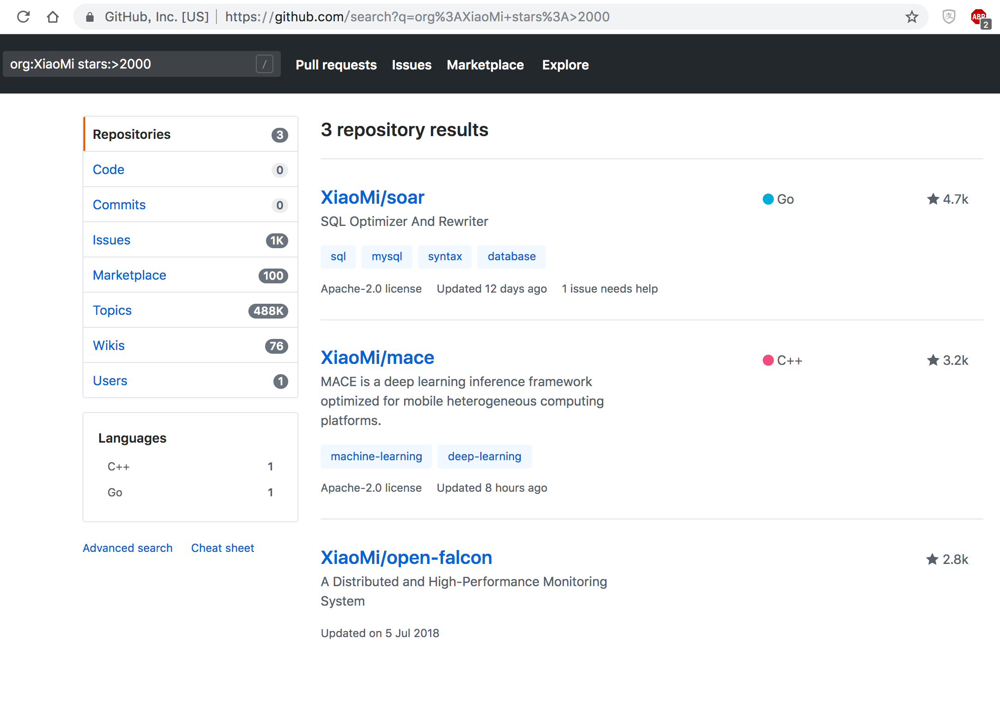 GitHub, Inc. [US] https://github.com/search?q=org%3AXiaoMi+stars%3A>2000
ABP
2
org:XiaoMi stars:>2000 / Pull requests Issues Marketplace Explore
Repositories 3
Code 0
Commits 0
Issues 1K
Marketplace 100
Topics 488K
Wikis 76
Users 1
Languages
C++ 1
Go 1
Advanced search Cheat sheet
3 repository results
XiaoMi/soar Go 4.7k
SQL Optimizer And Rewriter
sql mysql syntax database
Apache-2.0 license Updated 12 days ago 1 issue needs help
XiaoMi/mace C++ 3.2k
MACE is a deep learning inference framework
optimized for mobile heterogeneous computing
platforms.
machine-learning deep-learning
Apache-2.0 license Updated 8 hours ago
XiaoMi/open-falcon 2.8k
A Distributed and High-Performance Monitoring
System
Updated on 5 Jul 2018